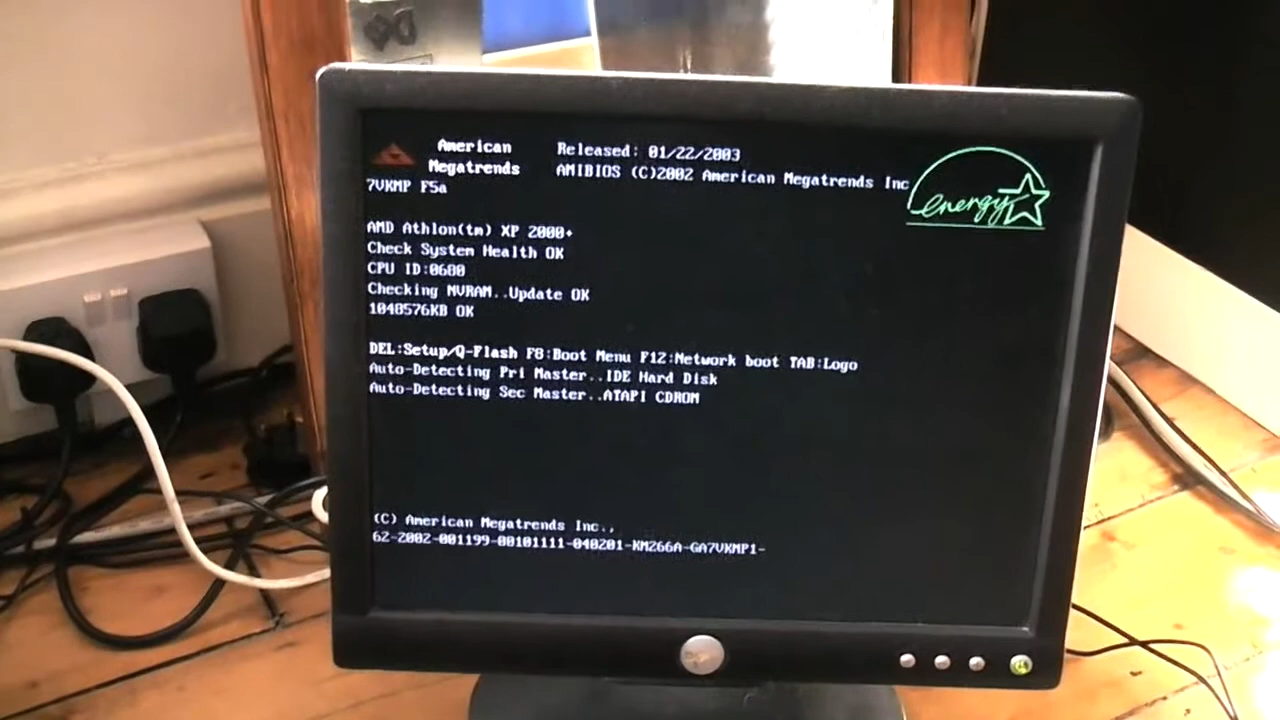 American
Megatrends
Released: 01/22/2003
AMIBIOS (C)2002 American Megatrends Inc
energy
7VKMP F5a
AMD Athlon(tm) XP 2000+
Check System Health OK
CPU ID:0680
Checking NVRAM..Update OK
1048576KB OK
DEL:Setup/Q-Flash F8:Boot Menu F12:Network boot TAB:Logo
Auto-Detecting Pri Master..IDE Hard Disk
Auto-Detecting Sec Master..ATAPI CDROM
(C) American Megatrends Inc.,
62-2002-001199-00101111-040201-KM266A-GA7VKMP1-